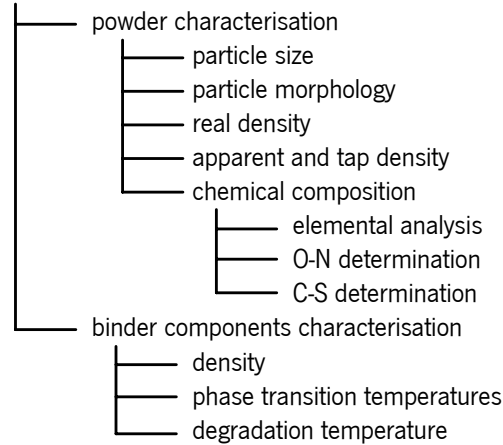 powder characterisation
particle size
particle morphology
real density
apparent and tap density
chemical composition
elemental analysis
O-N determination
C-S determination
binder components characterisation
density
phase transition temperatures
degradation temperature